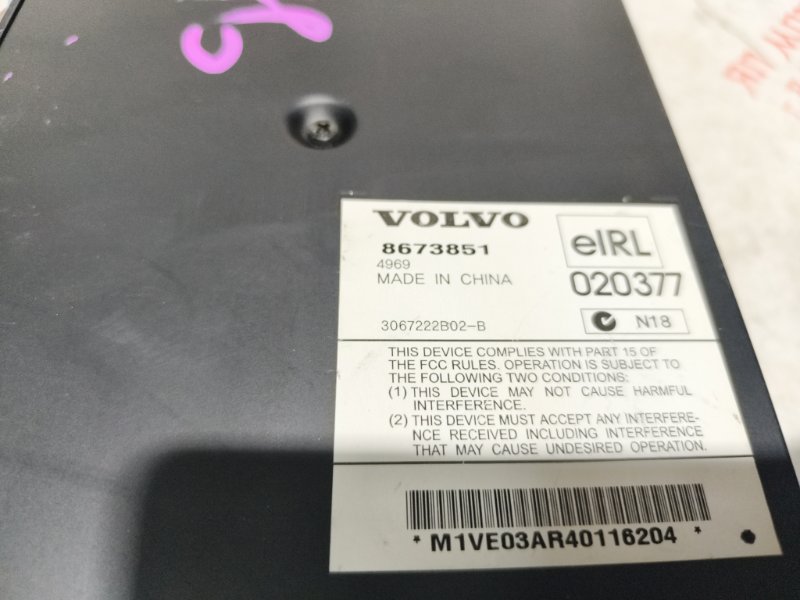 VOLVO
8673851
4969
MADE IN CHINA
eIRL
020377
3067222B02-B
N18
THIS DEVICE COMPLIES WITH PART 15 OF
THE FCC RULES. OPERATION IS SUBJECT TO
THE FOLLOWING TWO CONDITIONS:
(1) THIS DEVICE MAY NOT CAUSE HARMFUL
INTERFERENCE.
(2) THIS DEVICE MUST ACCEPT ANY INTERFERE-
NCE RECEIVED INCLUDING INTERFERENCE
THAT MAY CAUSE UNDESIRED OPERATION.
* M1VE03AR40116204 *